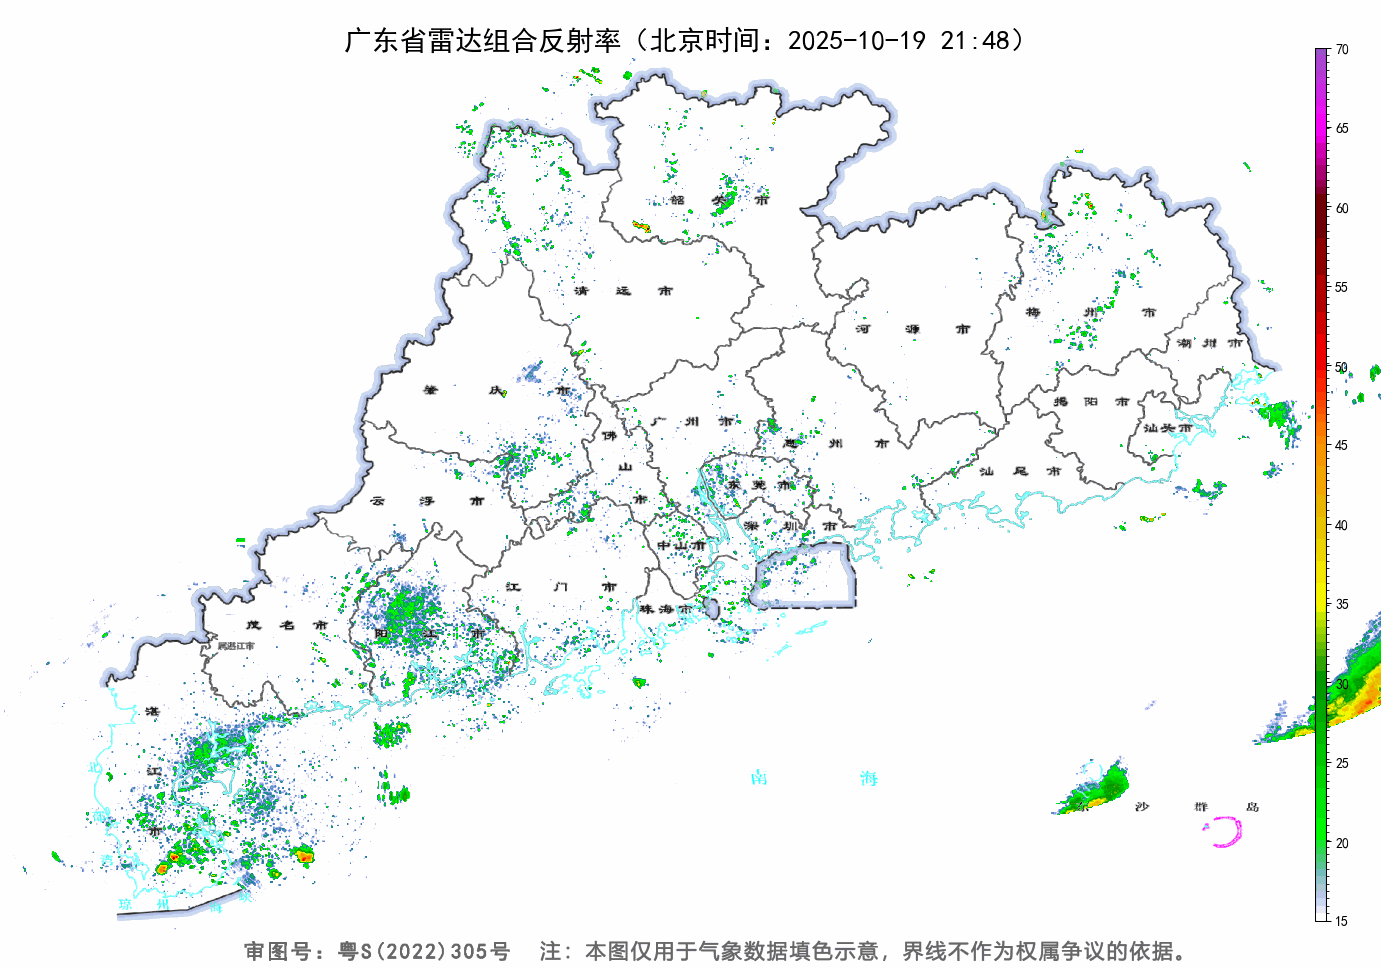 广东省雷达组合反射率（北京时间：2025-10-19 21:48）
70
65
60
55
50
45
40
35
30
25
20
15
韶关市
清远市
河源市
梅州市
潮州市
肇庆市
广州市
佛山市
惠州市
揭阳市
汕头市
汕尾市
东莞市
云浮市
深圳市
中山市
江门市
珠海市
茂名市
阳江市
属湛江市
湛江市
南海
东沙群岛
北部湾
琼州海峡
审图号：粤S(2022)305号 注：本图仅用于气象数据填色示意，界线不作为权属争议的依据。